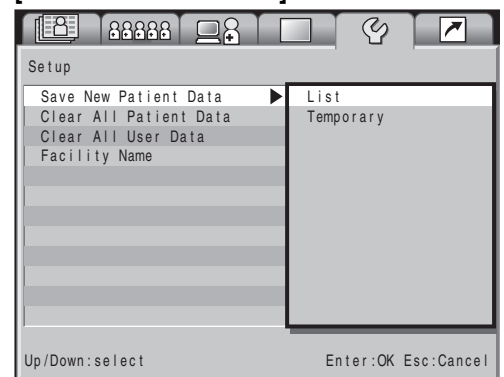 Setup
Save New Patient Data ▶ List
Clear All Patient Data Temporary
Clear All User Data
Facility Name
Up/Down:select Enter:OK Esc:Cancel